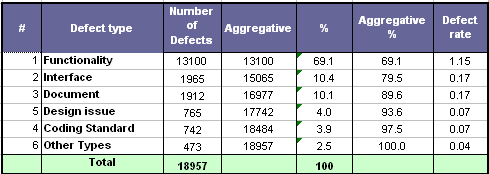 # Defect type Number of Defects Aggregative % Aggregative % Defect rate
1 Functionality 13100 13100 69.1 69.1 1.15
2 Interface 1965 15065 10.4 79.5 0.17
3 Document 1912 16977 10.1 89.6 0.17
5 Design issue 765 17742 4.0 93.6 0.07
4 Coding Standard 742 18484 3.9 97.5 0.07
6 Other Types 473 18957 2.5 100.0 0.04
Total 18957 100